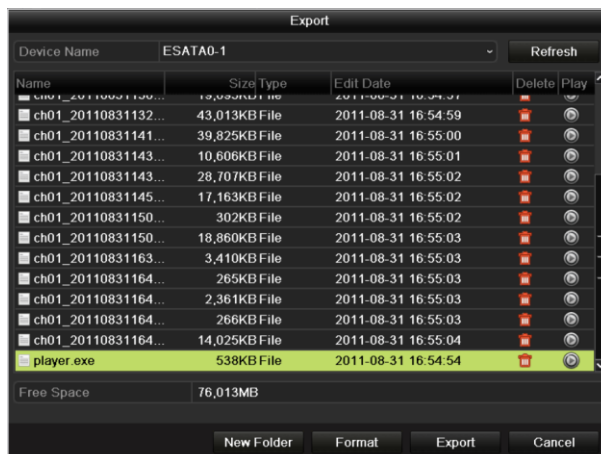 Export
Device Name ESATA0-1 Refresh
Name Size Type Edit Date Delete Play
ch01_20110831132... 43,013KB File 2011-08-31 16:54:59
ch01_20110831141... 39,825KB File 2011-08-31 16:55:00
ch01_20110831143... 10,606KB File 2011-08-31 16:55:01
ch01_20110831143... 28,707KB File 2011-08-31 16:55:02
ch01_20110831145... 17,163KB File 2011-08-31 16:55:02
ch01_20110831150... 302KB File 2011-08-31 16:55:02
ch01_20110831150... 18,860KB File 2011-08-31 16:55:03
ch01_20110831163... 3,410KB File 2011-08-31 16:55:03
ch01_20110831164... 265KB File 2011-08-31 16:55:03
ch01_20110831164... 2,361KB File 2011-08-31 16:55:03
ch01_20110831164... 266KB File 2011-08-31 16:55:03
ch01_20110831164... 14,025KB File 2011-08-31 16:55:04
player.exe 538KB File 2011-08-31 16:54:54
Free Space 76,013MB
New Folder Format Export Cancel